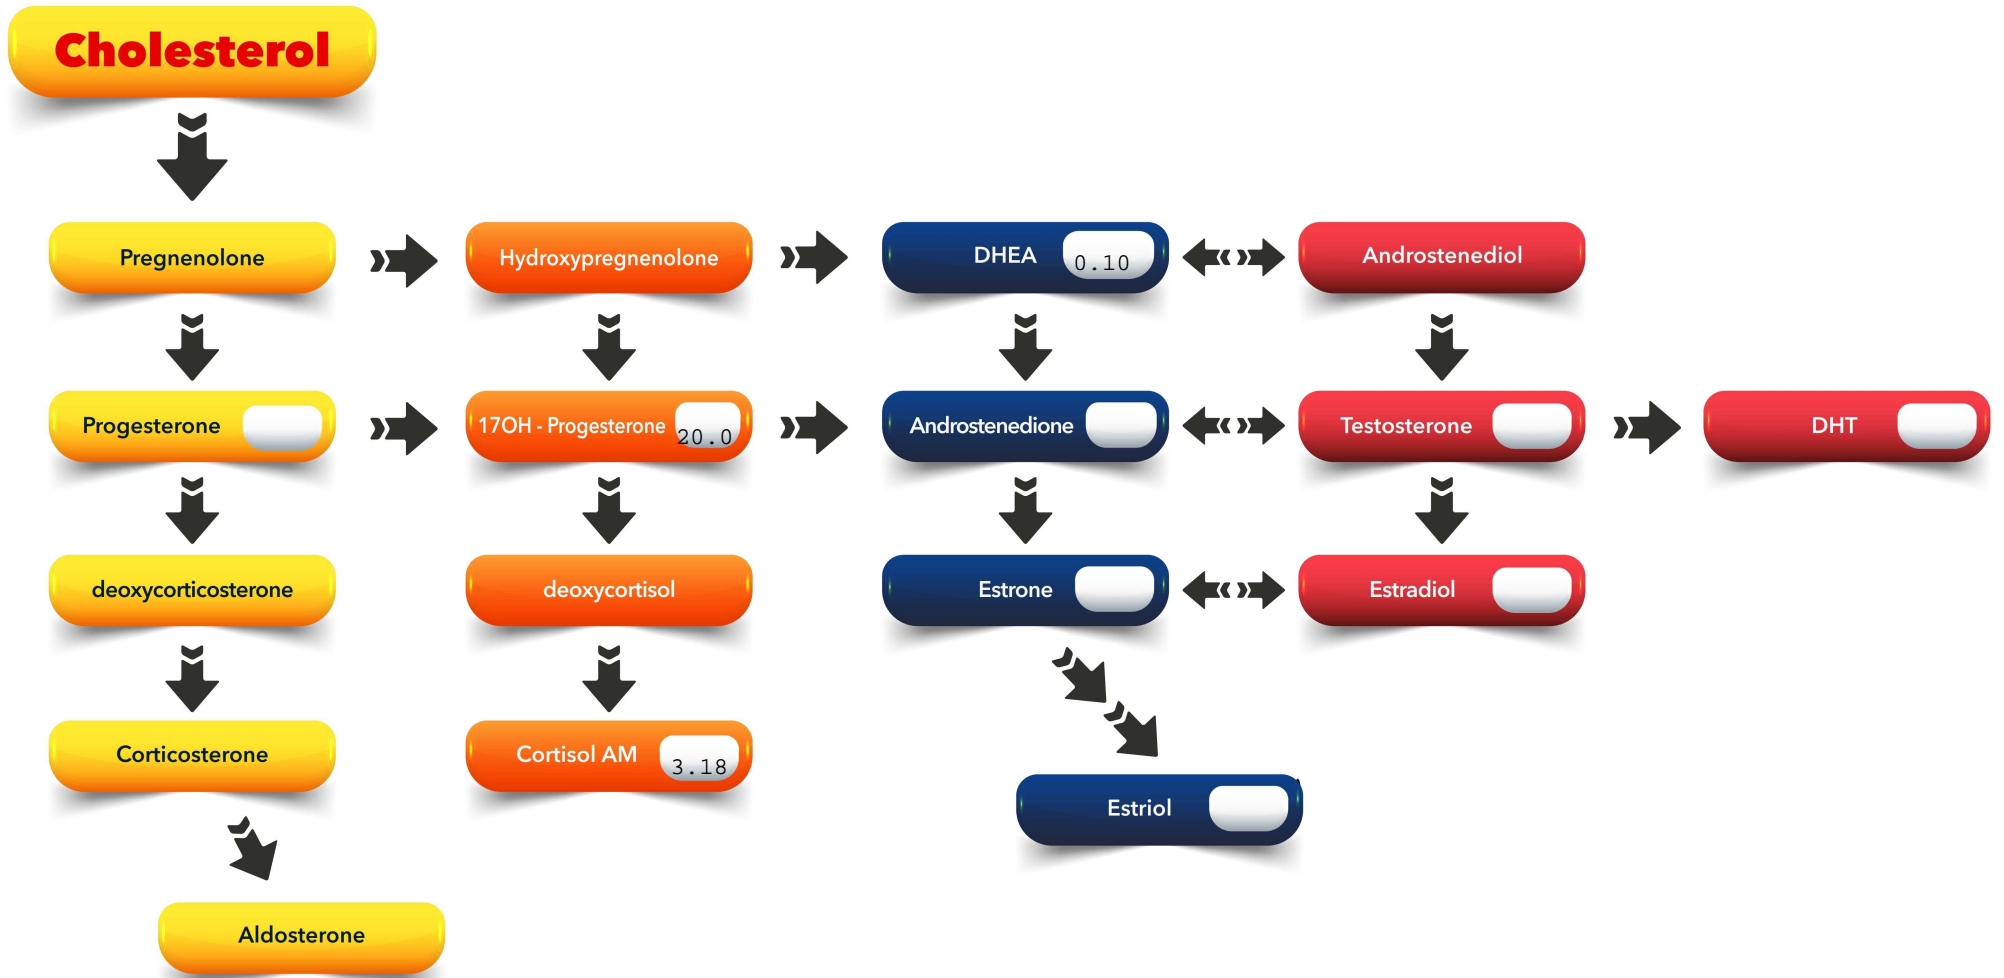 Cholesterol
Pregnenolone
Hydroxypregnenolone
DHEA 0.10
Androstenediol
Progesterone
17OH - Progesterone 20.0
Androstenedione
Testosterone
DHT
deoxycorticosterone
deoxycortisol
Estrone
Estradiol
Corticosterone
Cortisol AM 3.18
Estriol
Aldosterone